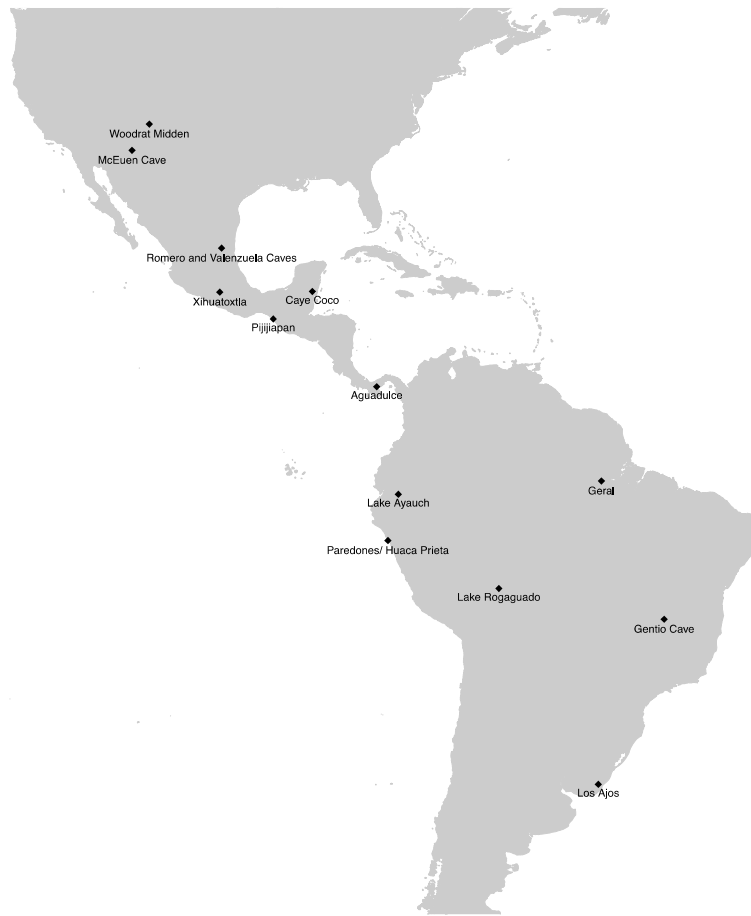 Woodrat Midden
McEuen Cave
Romero and Valenzuela Caves
Xihuatoxtla
Caye Coco
Pijijiapan
Aguadulce
Geral
Lake Ayauch
Paredones/ Huaca Prieta
Lake Rogaguado
Gentio Cave
Los Ajos